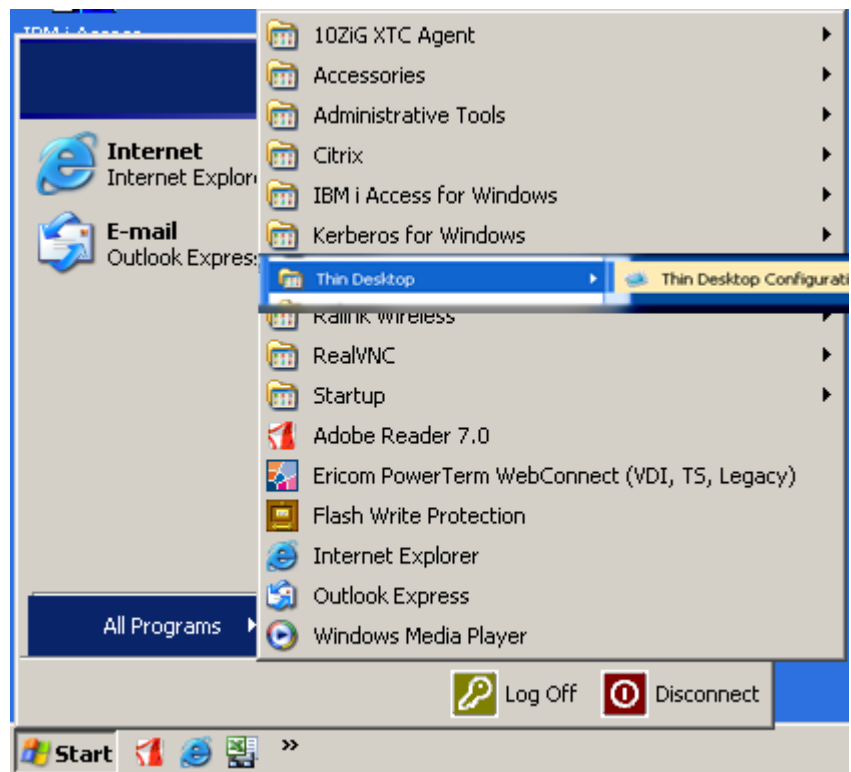 10ZiG XTC Agent
Accessories
Administrative Tools
Citrix
IBM i Access for Windows
Kerberos for Windows
Thin Desktop
Thin Desktop Configurati
Ralink Wireless
RealVNC
Startup
Adobe Reader 7.0
Ericom PowerTerm WebConnect (VDI, TS, Legacy)
Flash Write Protection
Internet Explorer
Outlook Express
Windows Media Player
IBM i Access
Internet
Internet Explor
E-mail
Outlook Express
All Programs
Log Off
Disconnect
Start
»